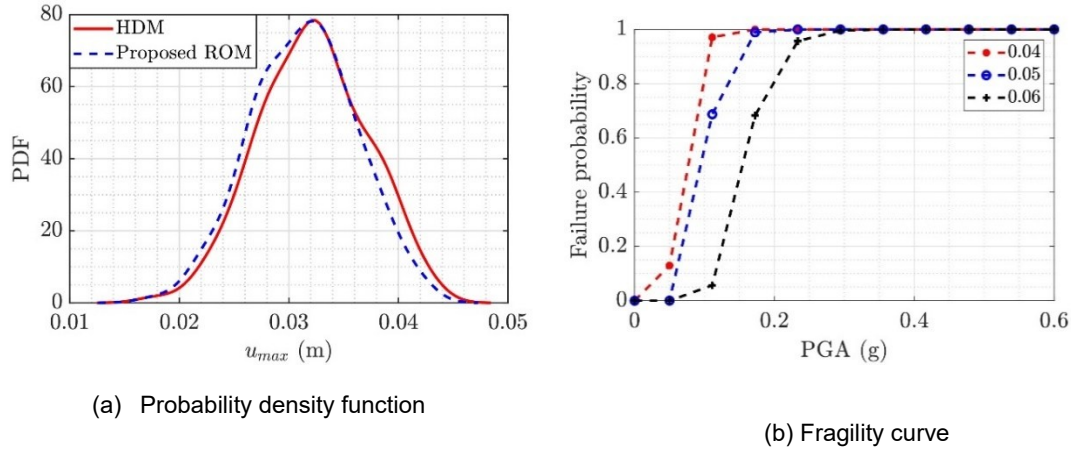 80
60
40
20
0
PDF
HDM
Proposed ROM
0.01
0.02
0.03
0.04
0.05
u_max (m)
(a) Probability density function
1
0.8
0.6
0.4
0.2
0
Failure probability
0.04
0.05
0.06
0
0.2
0.4
0.6
PGA (g)
(b) Fragility curve